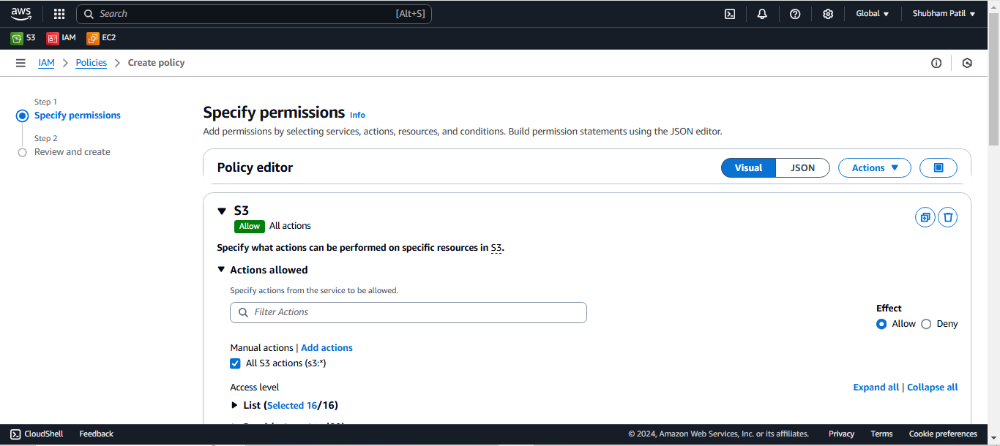 aws
Search [Alt+S]
Global ▼ Shubham Patil ▼
S3 IAM EC2
IAM > Policies > Create policy
Step 1
Specify permissions
Step 2
Review and create
Specify permissions Info
Add permissions by selecting services, actions, resources, and conditions. Build permission statements using the JSON editor.
Policy editor
Visual JSON Actions ▼
S3
Allow All actions
Specify what actions can be performed on specific resources in S3.
Actions allowed
Specify actions from the service to be allowed.
Filter Actions
Effect
Allow Deny
Manual actions | Add actions
All S3 actions (s3:*)
Access level
Expand all | Collapse all
List (Selected 16/16)
CloudShell Feedback
© 2024, Amazon Web Services, Inc. or its affiliates. Privacy Terms Cookie preferences